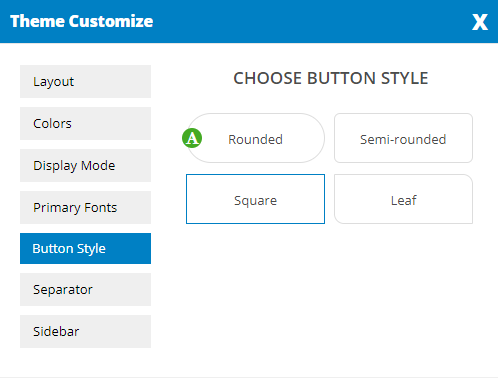 Theme Customize X
Layout
Colors
Display Mode
Primary Fonts
Button Style
Separator
Sidebar
CHOOSE BUTTON STYLE
A Rounded
Semi-rounded
Square
Leaf